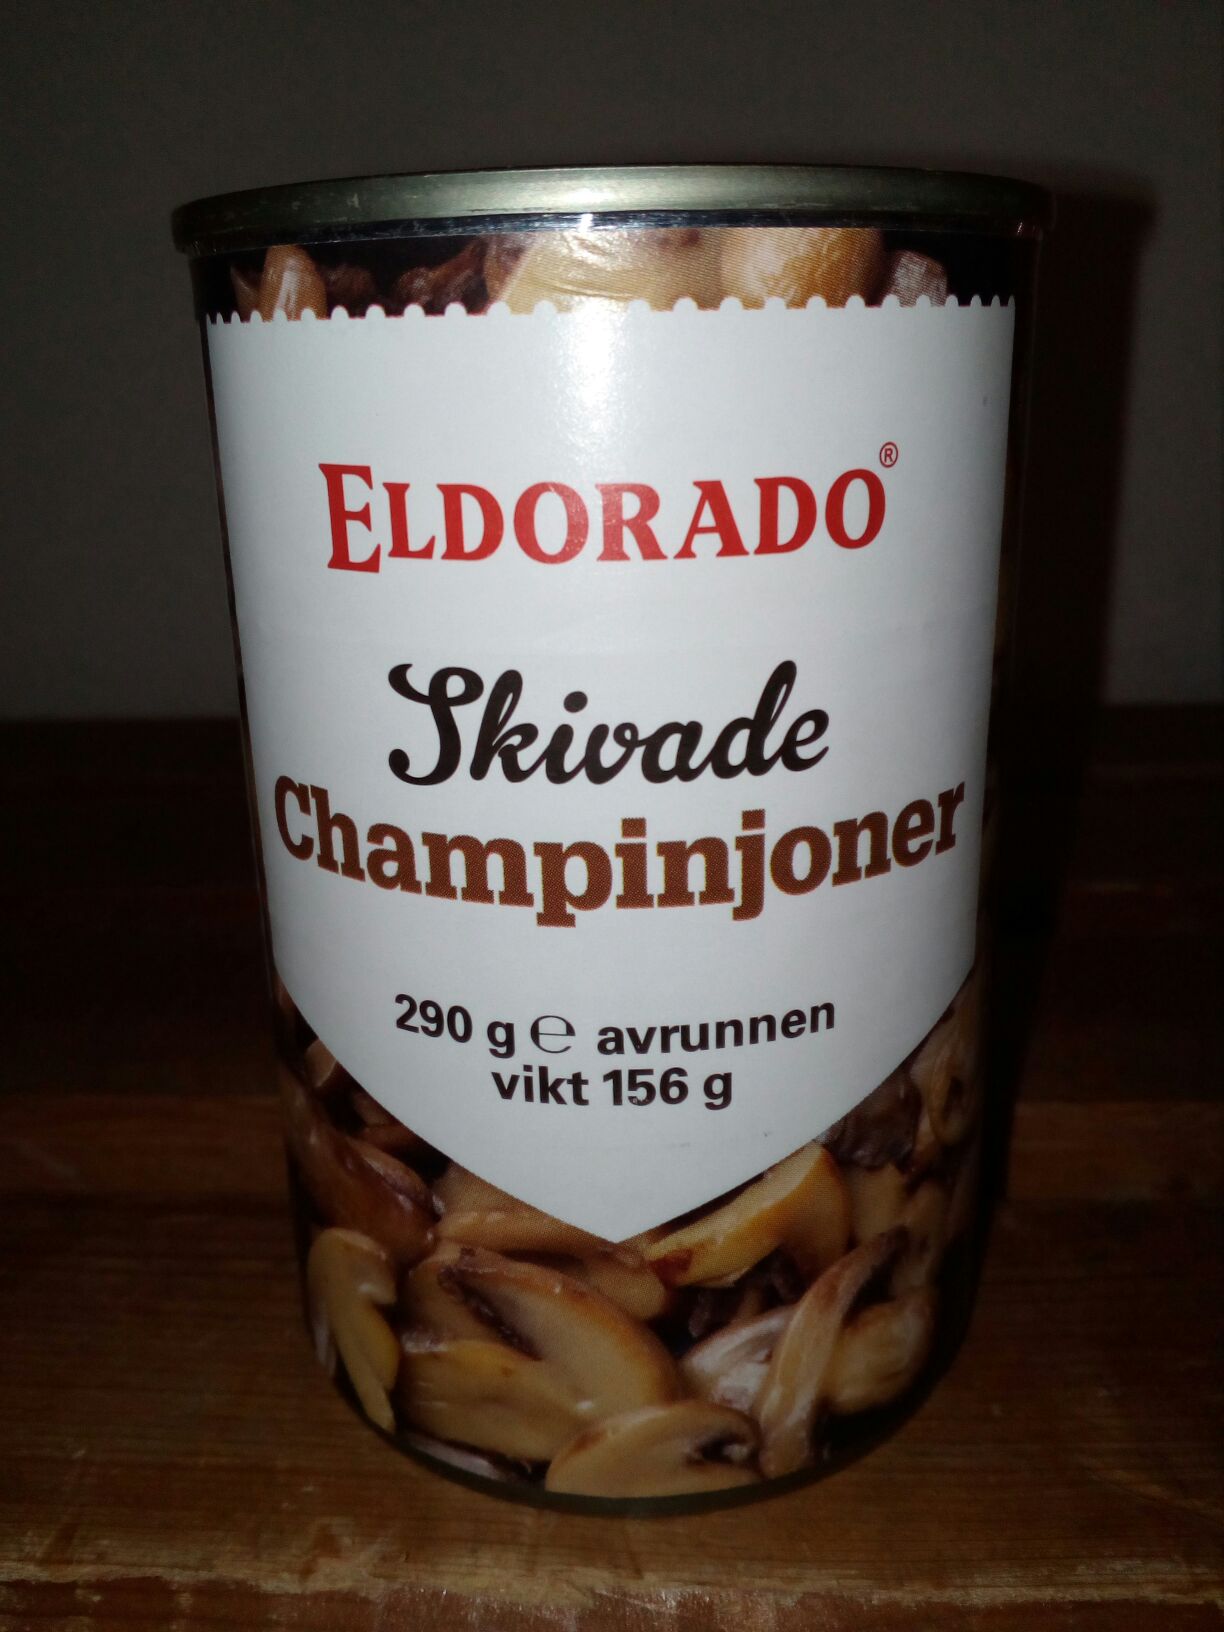 ELDORADO®
Skivade
Champinjoner
290 g ℮ avrunnen
vikt 156 g